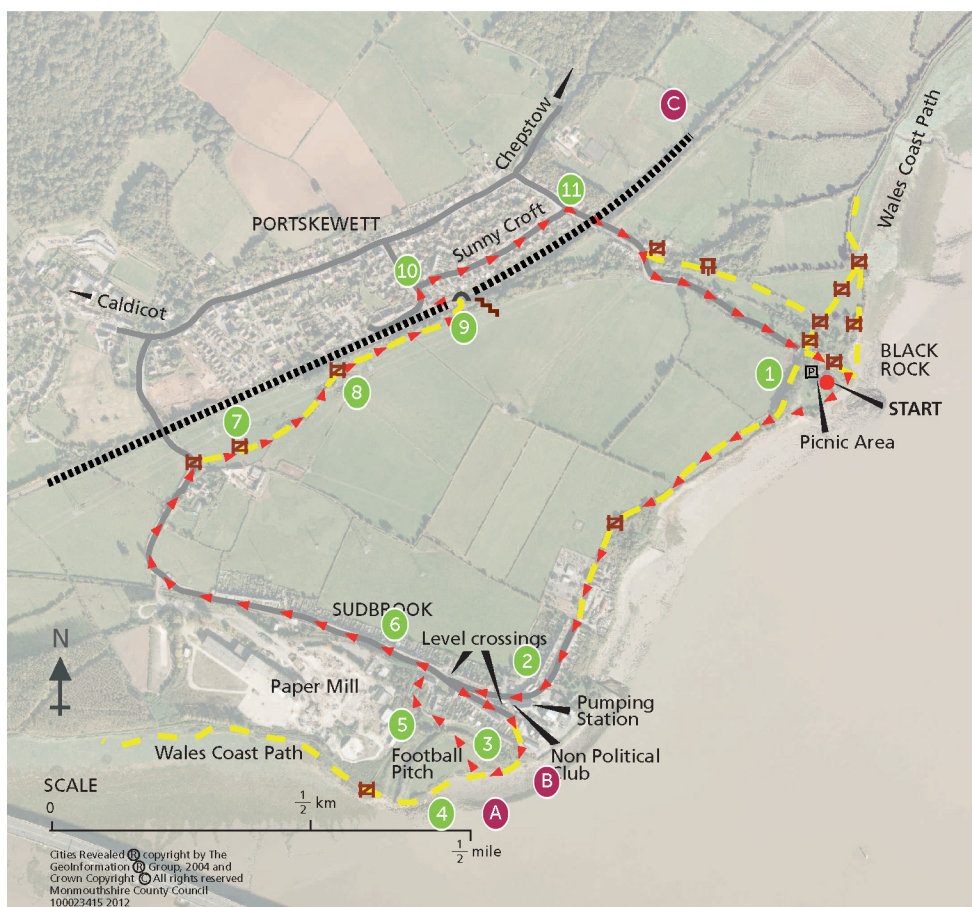 C
Chepstow
Wales Coast Path
11
PORTSKEWETT
Sunny Croft
10
Caldicot
9
BLACK
ROCK
1
P
8
START
Picnic Area
7
SUDBROOK
6
Level crossings
N
2
Paper Mill
Pumping
Station
5
3
Wales Coast Path
Football
Pitch
Non Political
Club
B
4
A
SCALE
0
1/2 km
1/2 mile
Cities Revealed ® copyright by The
GeoInformation ® Group, 2004 and
Crown Copyright © All rights reserved
Monmouthshire County Council
100023415 2012